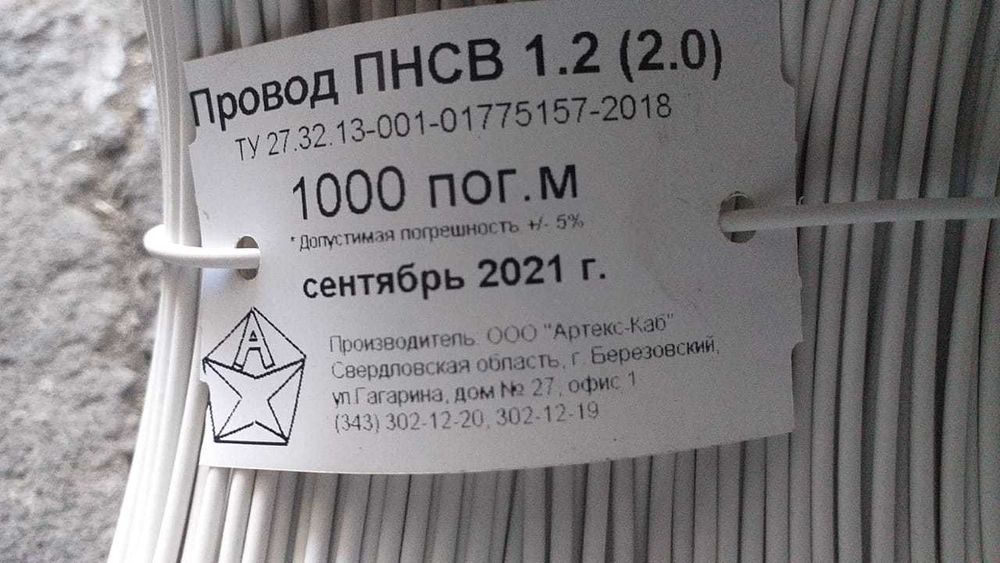 Провод ПНСВ 1.2 (2.0)
ТУ 27.32.13-001-01775157-2018
1000 пог.м
*Допустимая погрешность +/- 5%
сентябрь 2021 г.
А
Производитель: ООО "Артекс-Каб"
Свердловская область, г. Березовский,
ул.Гагарина, дом № 27, офис 1
(343) 302-12-20, 302-12-19